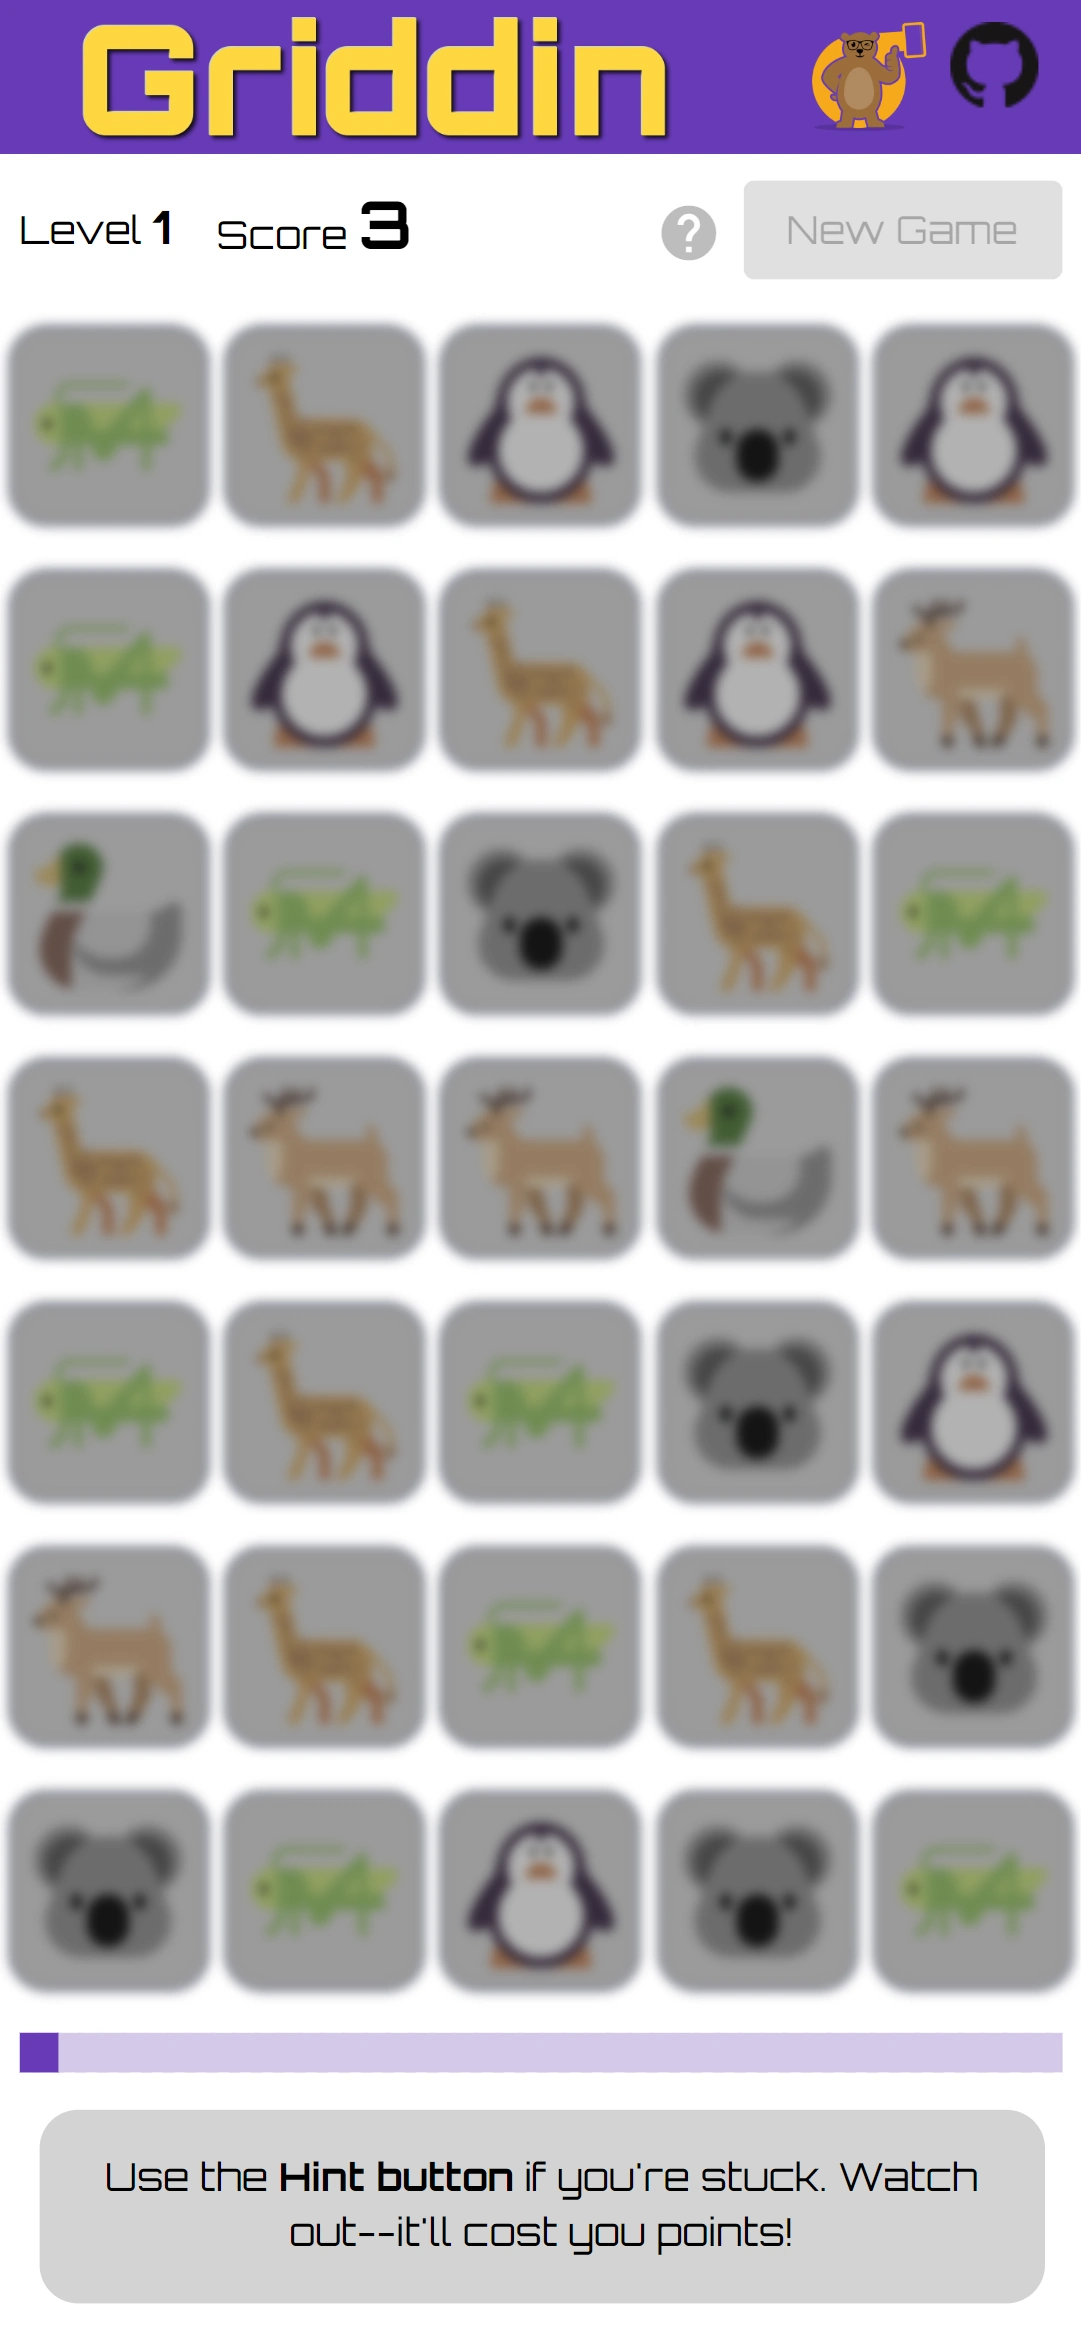 Griddin
Level 1 Score 3 ? New Game
Use the Hint button if you're stuck. Watch
out--it'll cost you points!